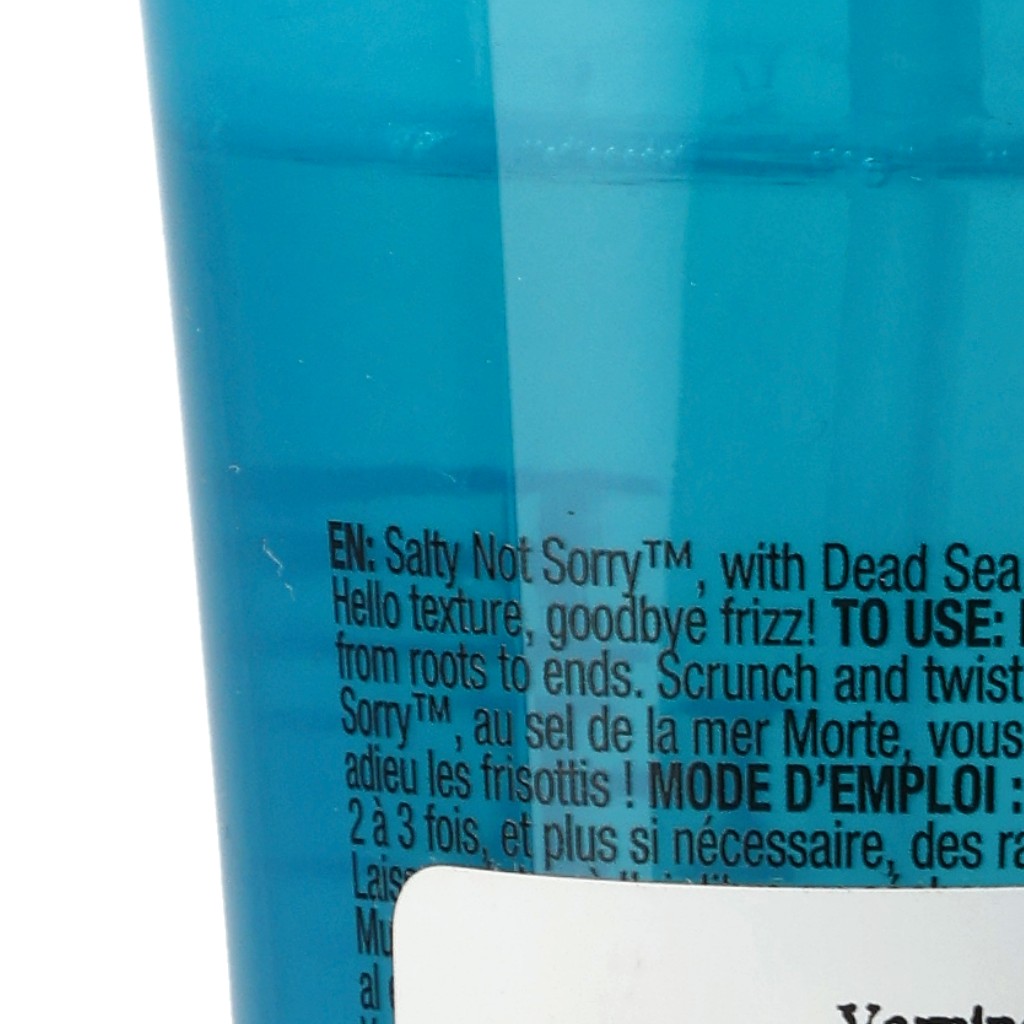 EN: Salty Not Sorry™, with Dead Sea
Hello texture, goodbye frizz! TO USE:
from roots to ends. Scrunch and twist
Sorry™, au sel de la mer Morte, vous
adieu les frisottis ! MODE D'EMPLOI :
2 à 3 fois, et plus si nécessaire, des
al